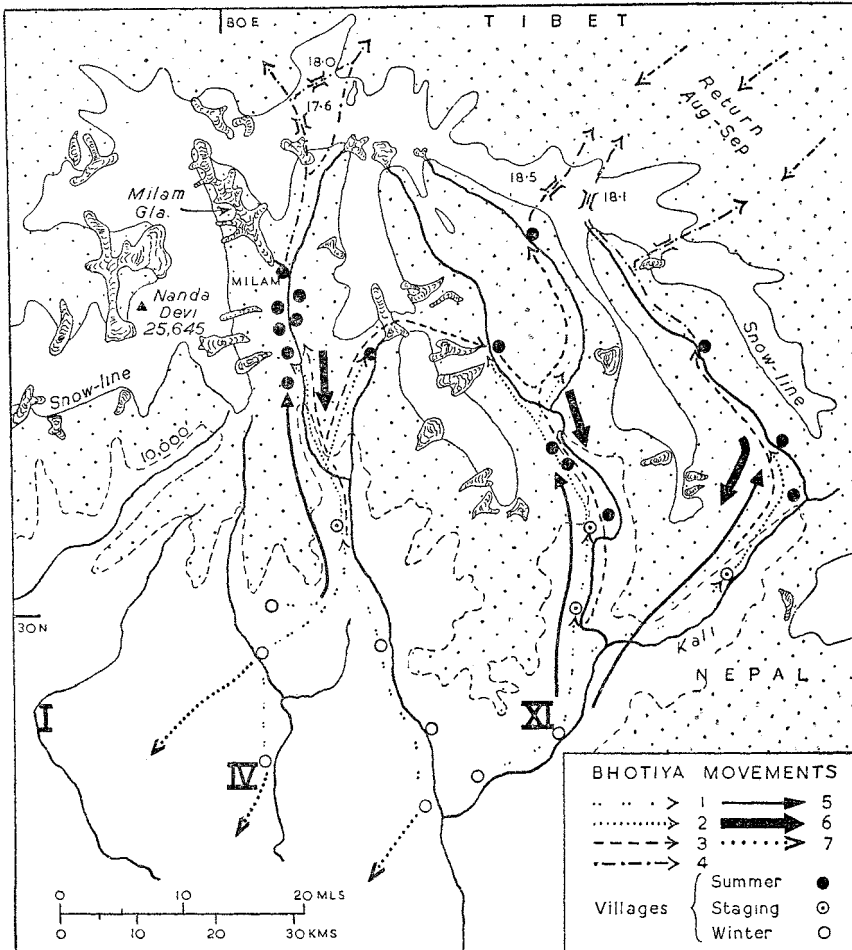 80 E
TIBET
18·0
17·6
Return
Aug-Sep
18·5
18·1
Milam
Gla.
MILAM
Nanda
Devi
25,645
Snow-line
Snow-line
10,000
30N
Kali
NEPAL
I
XI
IV
BHOTIYA MOVEMENTS
1 5
2 6
3 7
4
Villages
Summer
Staging
Winter
0 10 20 MLS
0 10 20 30 KMS